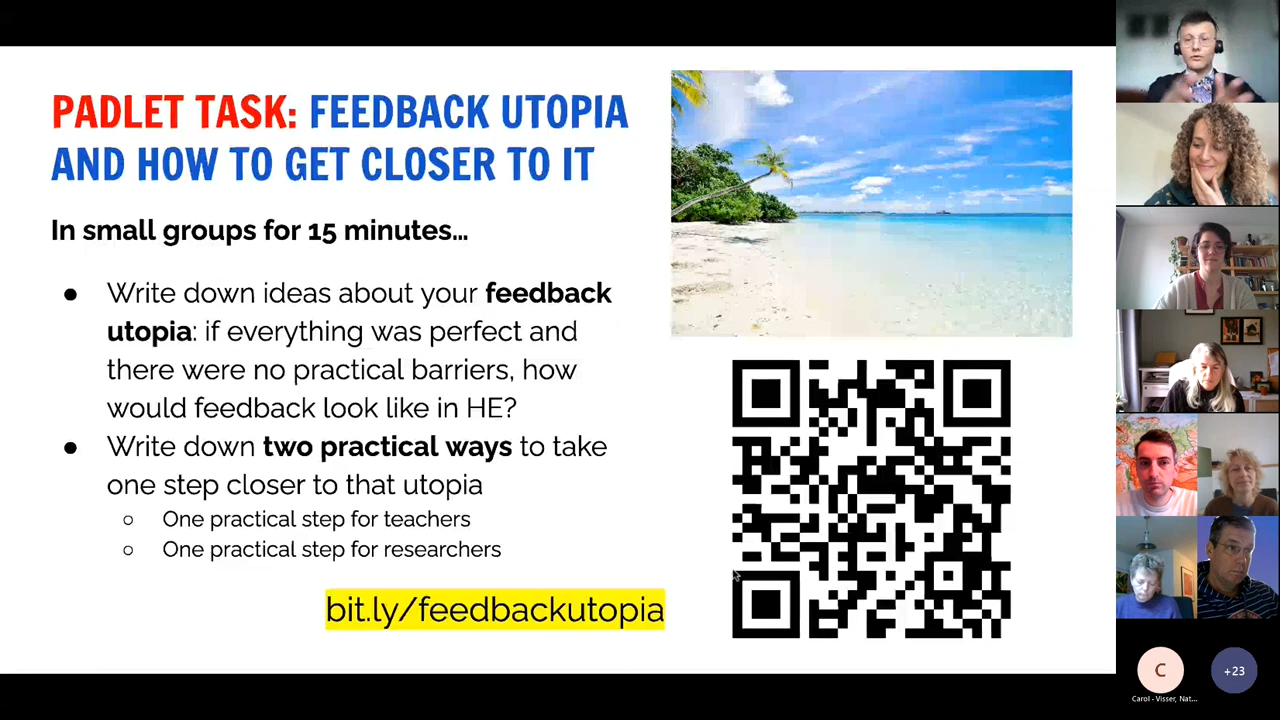 PADLET TASK: FEEDBACK UTOPIA
AND HOW TO GET CLOSER TO IT
In small groups for 15 minutes…
● Write down ideas about your feedback
utopia: if everything was perfect and
there were no practical barriers, how
would feedback look like in HE?
● Write down two practical ways to take
one step closer to that utopia
○ One practical step for teachers
○ One practical step for researchers
bit.ly/feedbackutopia
C
+23
Carol - Visser, Nat...